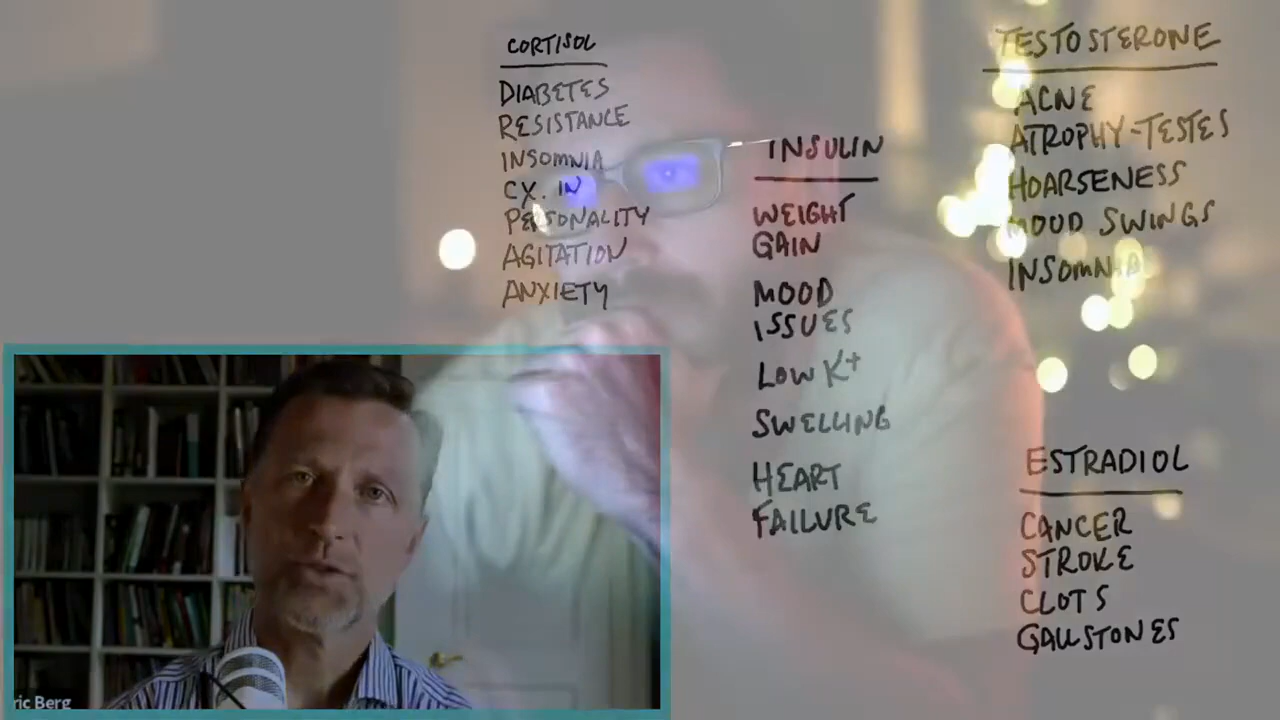 CORTISOL
DIABETES
RESISTANCE
INSOMNIA
CX. IN
PERSONALITY
AGITATION
ANXIETY
INSULIN
WEIGHT
GAIN
MOOD
ISSUES
LOW K+
SWELLING
HEART
FAILURE
TESTOSTERONE
ACNE
ATROPHY-TESTES
HOARSENESS
MOOD SWINGS
INSOMNIA
ESTRADIOL
CANCER
STROKE
CLOTS
GALLSTONES
ric Berg